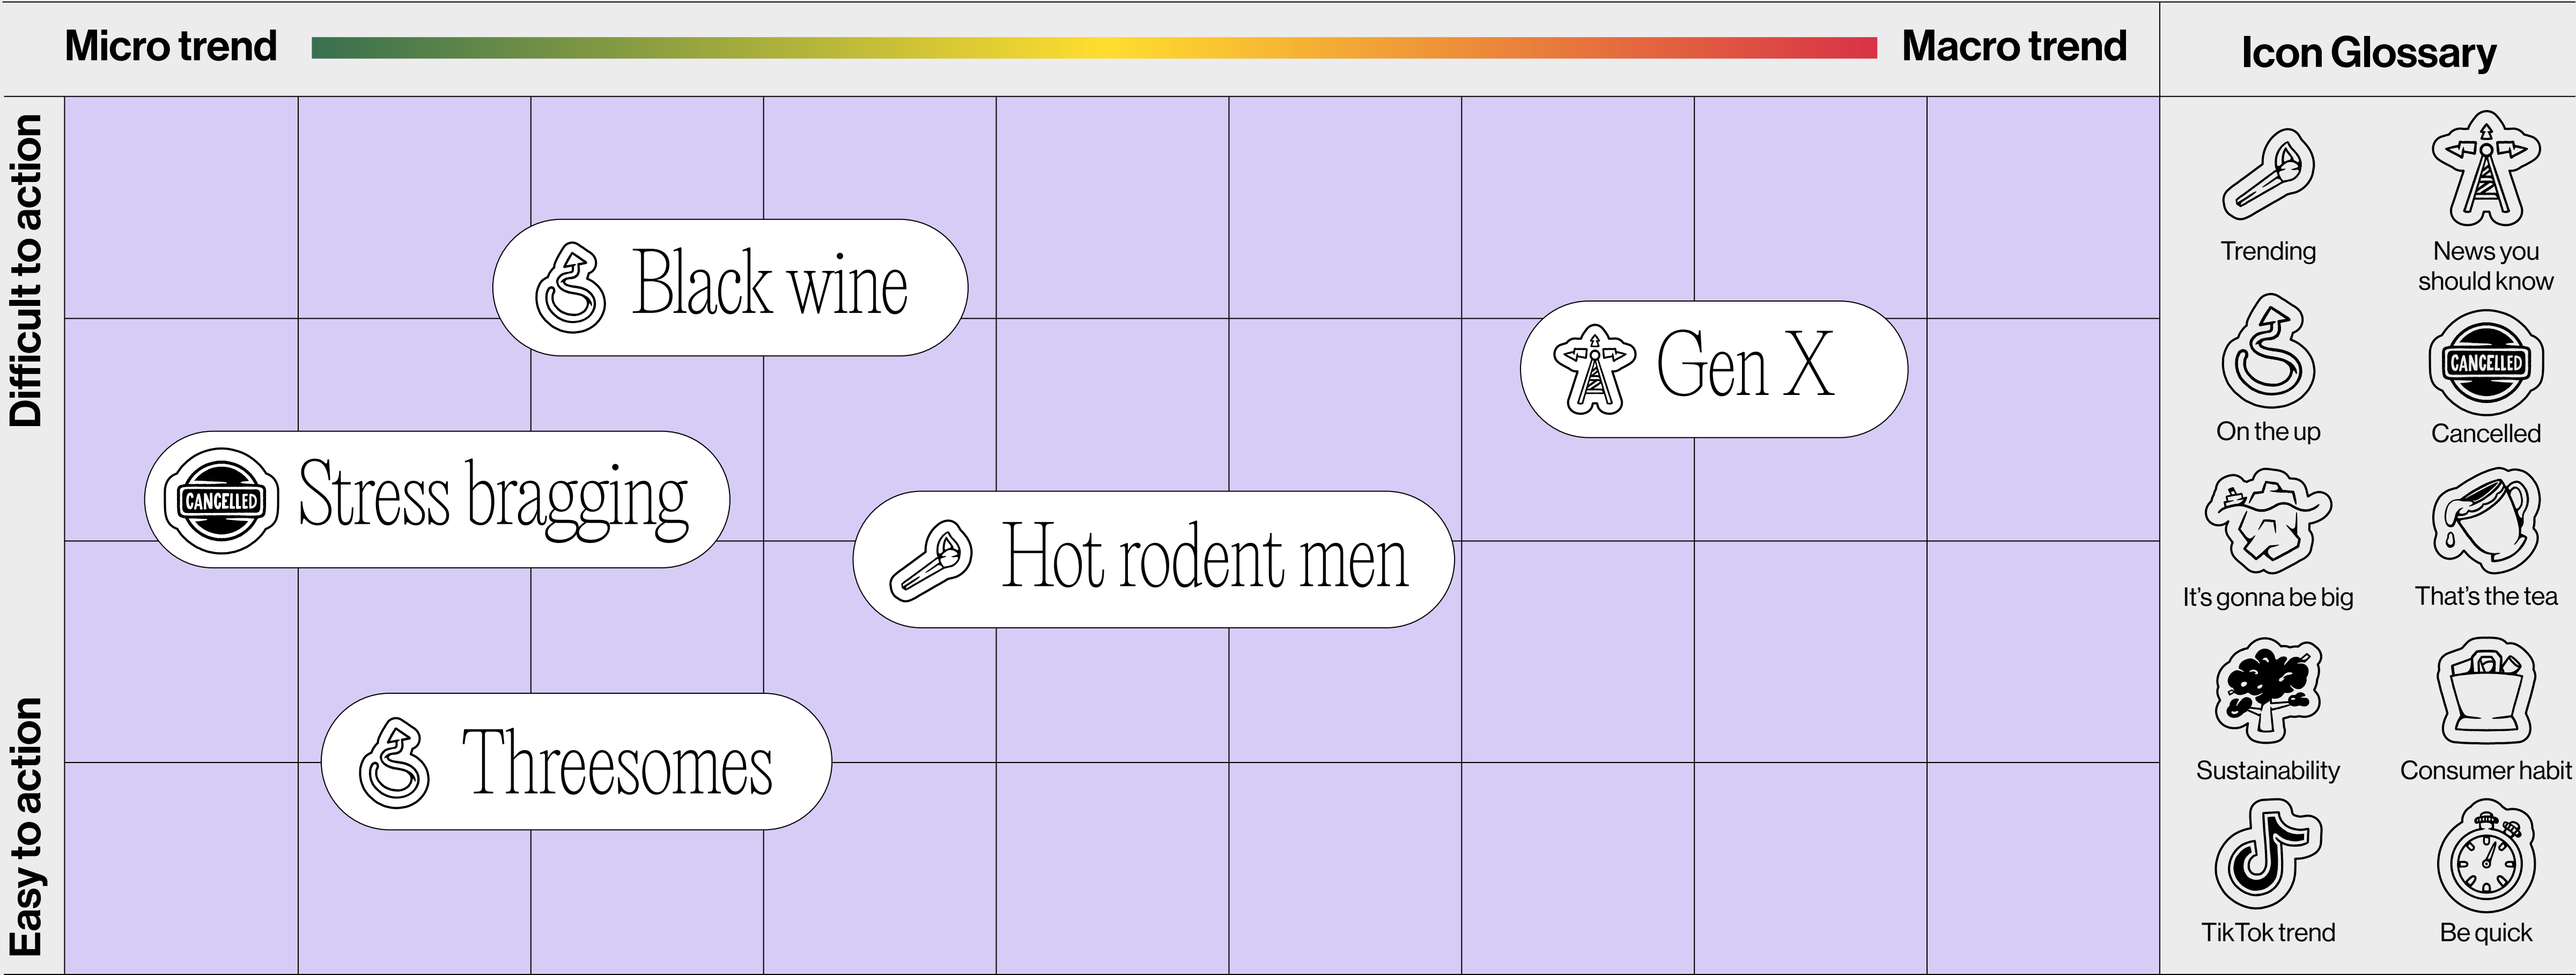 Micro trend
Macro trend
Icon Glossary
Difficult to action
Easy to action
Black wine
Gen X
CANCELLED
Stress bragging
Hot rodent men
Threesomes
Trending
News you
should know
On the up
CANCELLED
Cancelled
It's gonna be big
That's the tea
Sustainability
Consumer habit
TikTok trend
Be quick